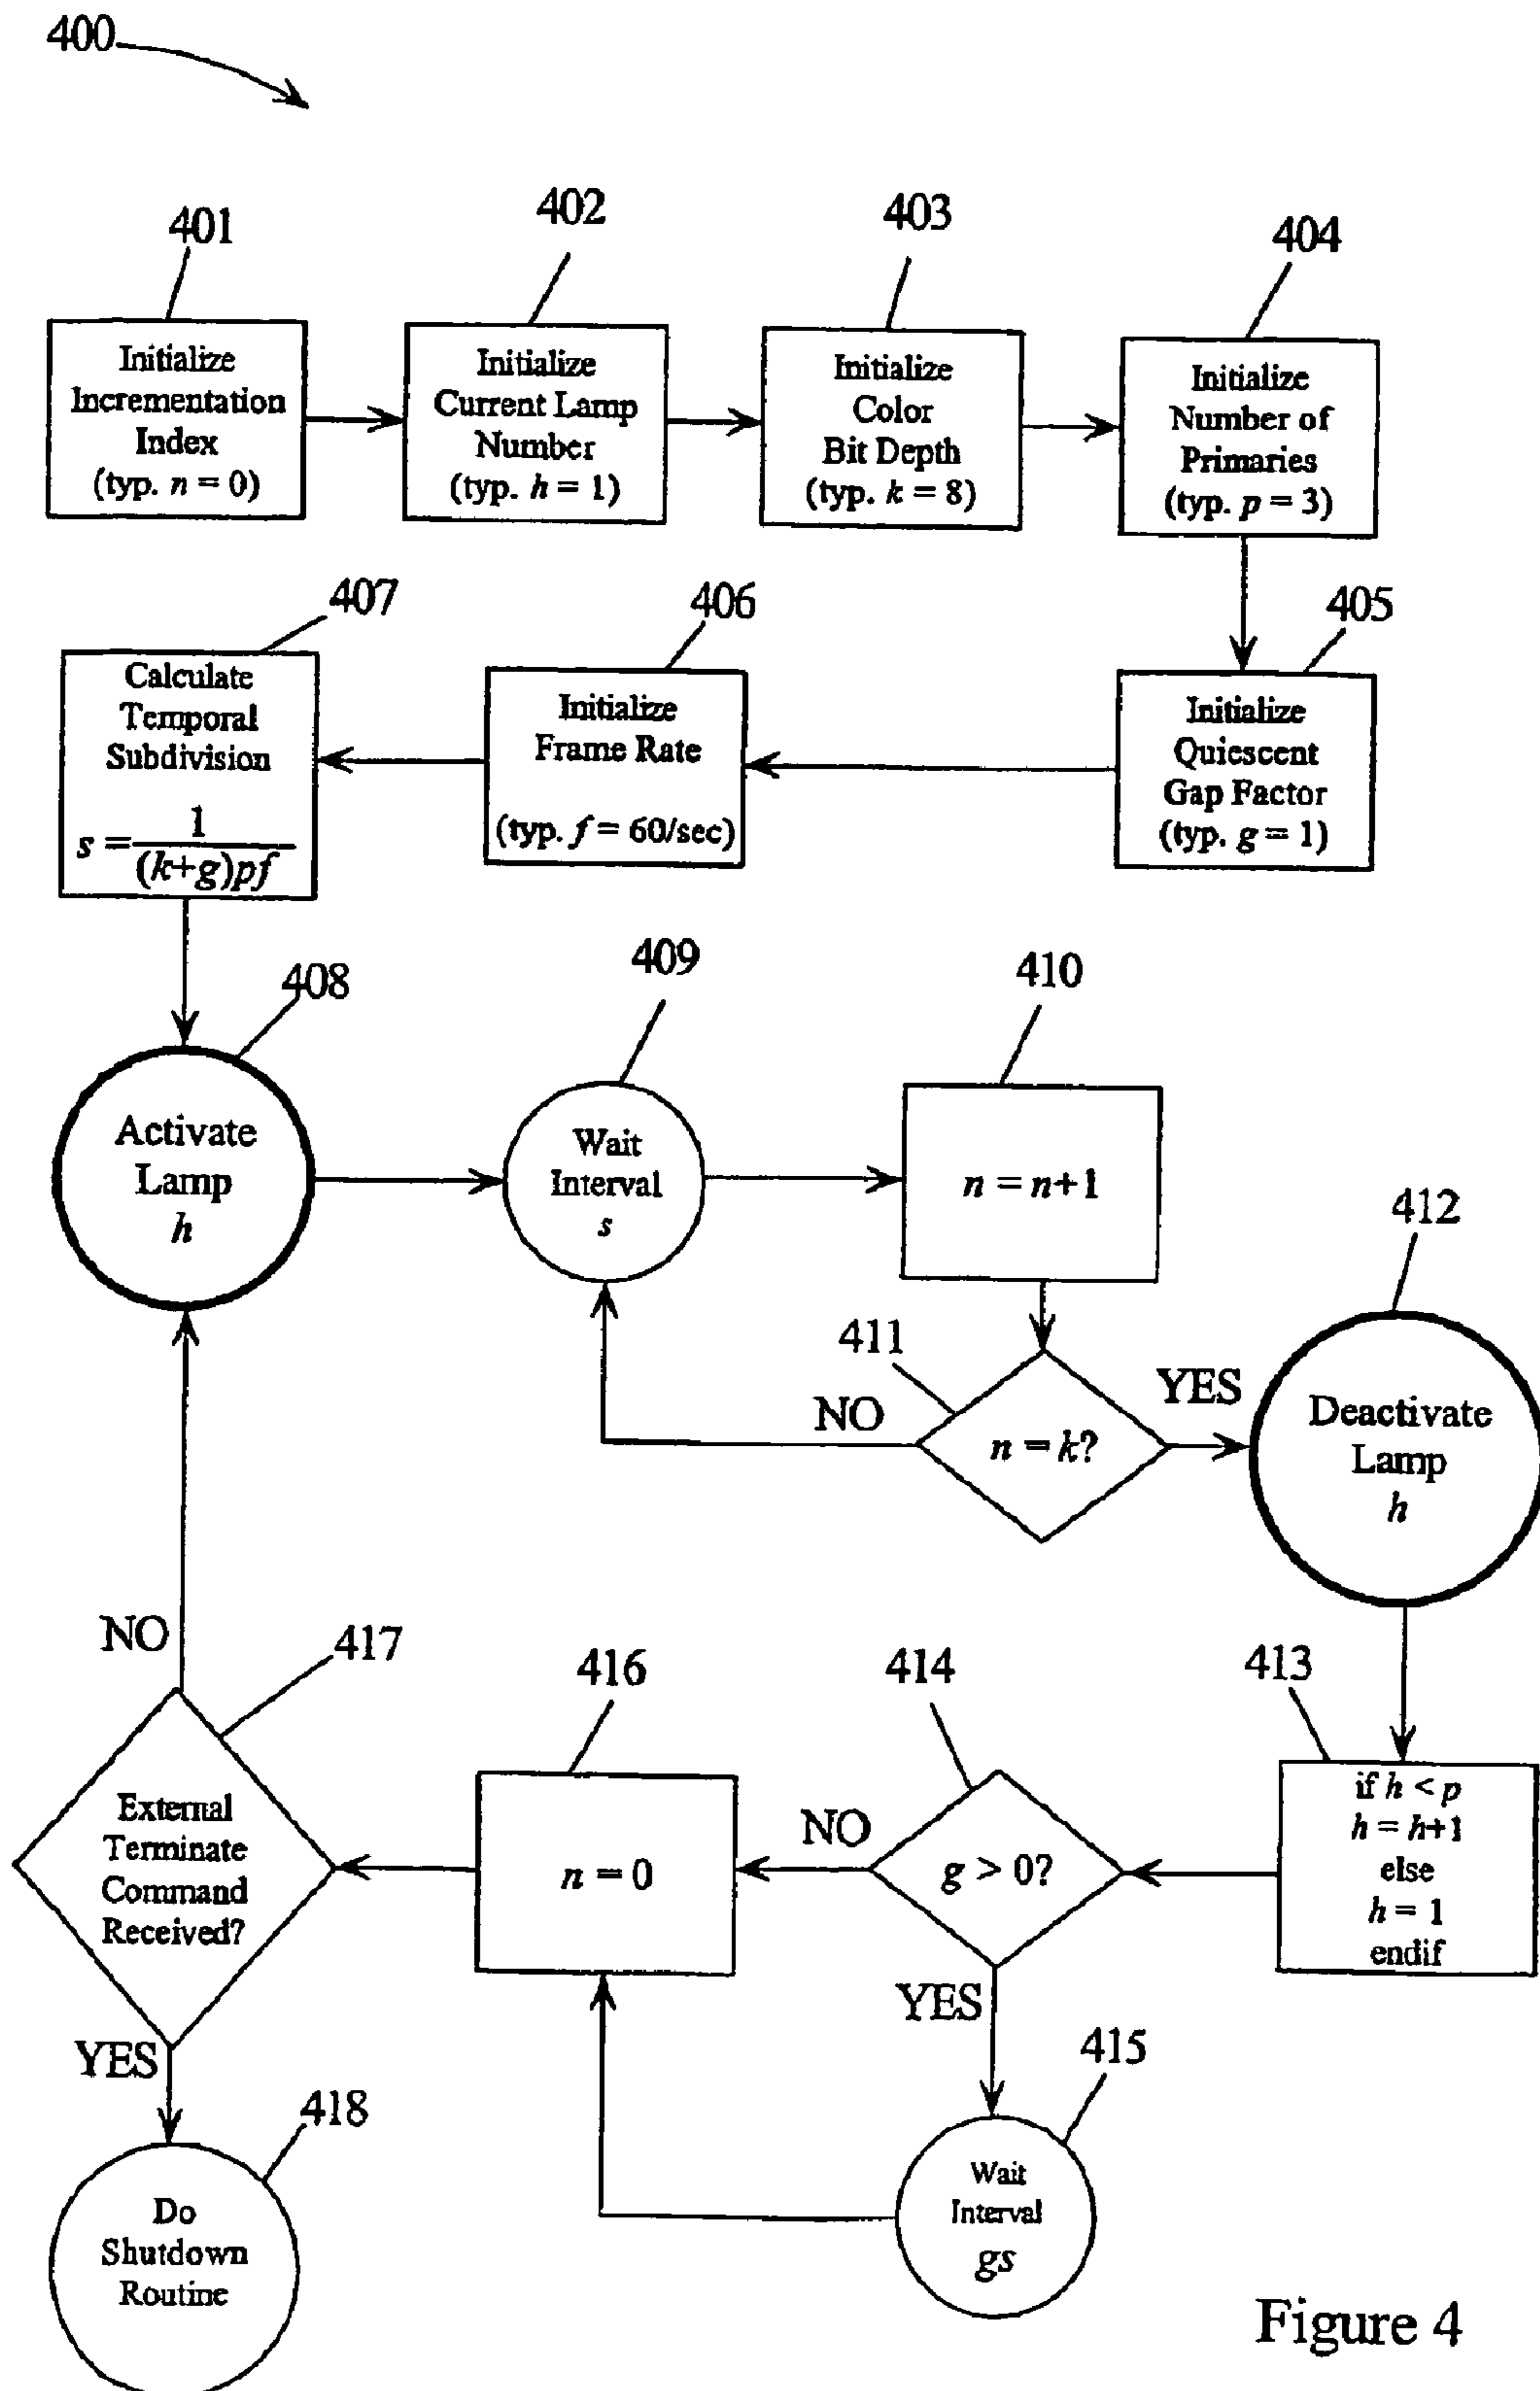 400
401
Initialize
Incrementation
Index
(typ. n = 0)
402
Initialize
Current Lamp
Number
(typ. h = 1)
403
Initialize
Color
Bit Depth
(typ. k = 8)
404
Initialize
Number of
Primaries
(typ. p = 3)
407
Calculate
Temporal
Subdivision
s = 1
(k+g)pf
406
Initialize
Frame Rate
(typ. f = 60/sec)
405
Initialize
Quiescent
Gap Factor
(typ. g = 1)
408
Activate
Lamp
h
409
Wait
Interval
s
410
n = n+1
411
n = k?
NO
YES
412
Deactivate
Lamp
h
NO
417
External
Terminate
Command
Received?
YES
416
n = 0
NO
414
g > 0?
YES
413
if h < p
h = h+1
else
h = 1
endif
415
Wait
Interval
gs
418
Do
Shutdown
Routine
Figure 4